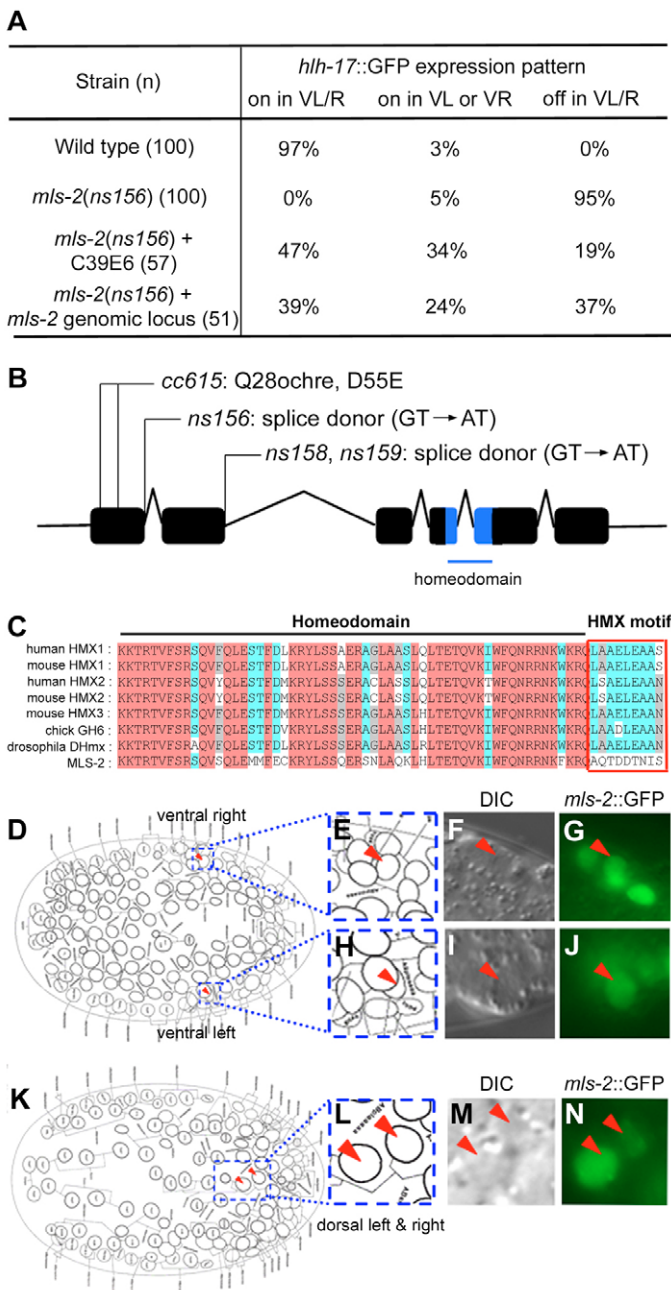 A
Strain (n)
hlh-17::GFP expression pattern
on in VL/R on in VL or VR off in VL/R
Wild type (100) 97% 3% 0%
mls-2(ns156) (100) 0% 5% 95%
mls-2(ns156) +
C39E6 (57) 47% 34% 19%
mls-2(ns156) +
mls-2 genomic locus (51) 39% 24% 37%
B
cc615: Q28ochre, D55E
ns156: splice donor (GT → AT)
ns158, ns159: splice donor (GT → AT)
homeodomain
C
Homeodomain HMX motif
human HMX1 : KKTRTVFSRSQVFQLESTFDLKRYLSSAERAGLAASLQLTETQVKIWFQNRRNKWKRQLAAELEAAS
mouse HMX1 : KKTRTVFSRSQVFQLESTFDLKRYLSSAERAGLAASLQLTETQVKIWFQNRRNKWKRQLAAELEAAS
human HMX2 : KKTRTVFSRSQVYQLESTFDMKRYLSSSERACLASSLQLTETQVKTWFQNRRNKWKRQLSAELEAAN
mouse HMX2 : KKTRTVFSRSQVYQLESTFDMKRYLSSSERACLASSLQLTETQVKTWFQNRRNKWKRQLSAELEAAN
mouse HMX3 : KKTRTVFSRSQVFQLESTFDMKRYLSSSERAGLAASLHLTETQVKIWFQNRRNKWKRQLAAELEAAN
chick GH6 : KKTRTVFSRSQVFQLESTFDVKRYLSSSERAGLAASLHLTETQVKIWFQNRRNKWKRQLAADLEAAN
drosophila DHmx : KKTRTVFSRAQVFQLESTFDLKRYLSSSERAGLAASLRLTETQVKIWFQNRRNKWKRQLAAELEAAN
MLS-2 : KKTRTVFSRSQVSQLEMMFECKRYLSSQERSNLAQKLHLTETQVKIWFQNRRNKFKRQAQTDDTNIS
D
ventral right
ventral left
E
F
DIC
G
mls-2::GFP
H
I
J
K
L
dorsal left & right
M
DIC
N
mls-2::GFP